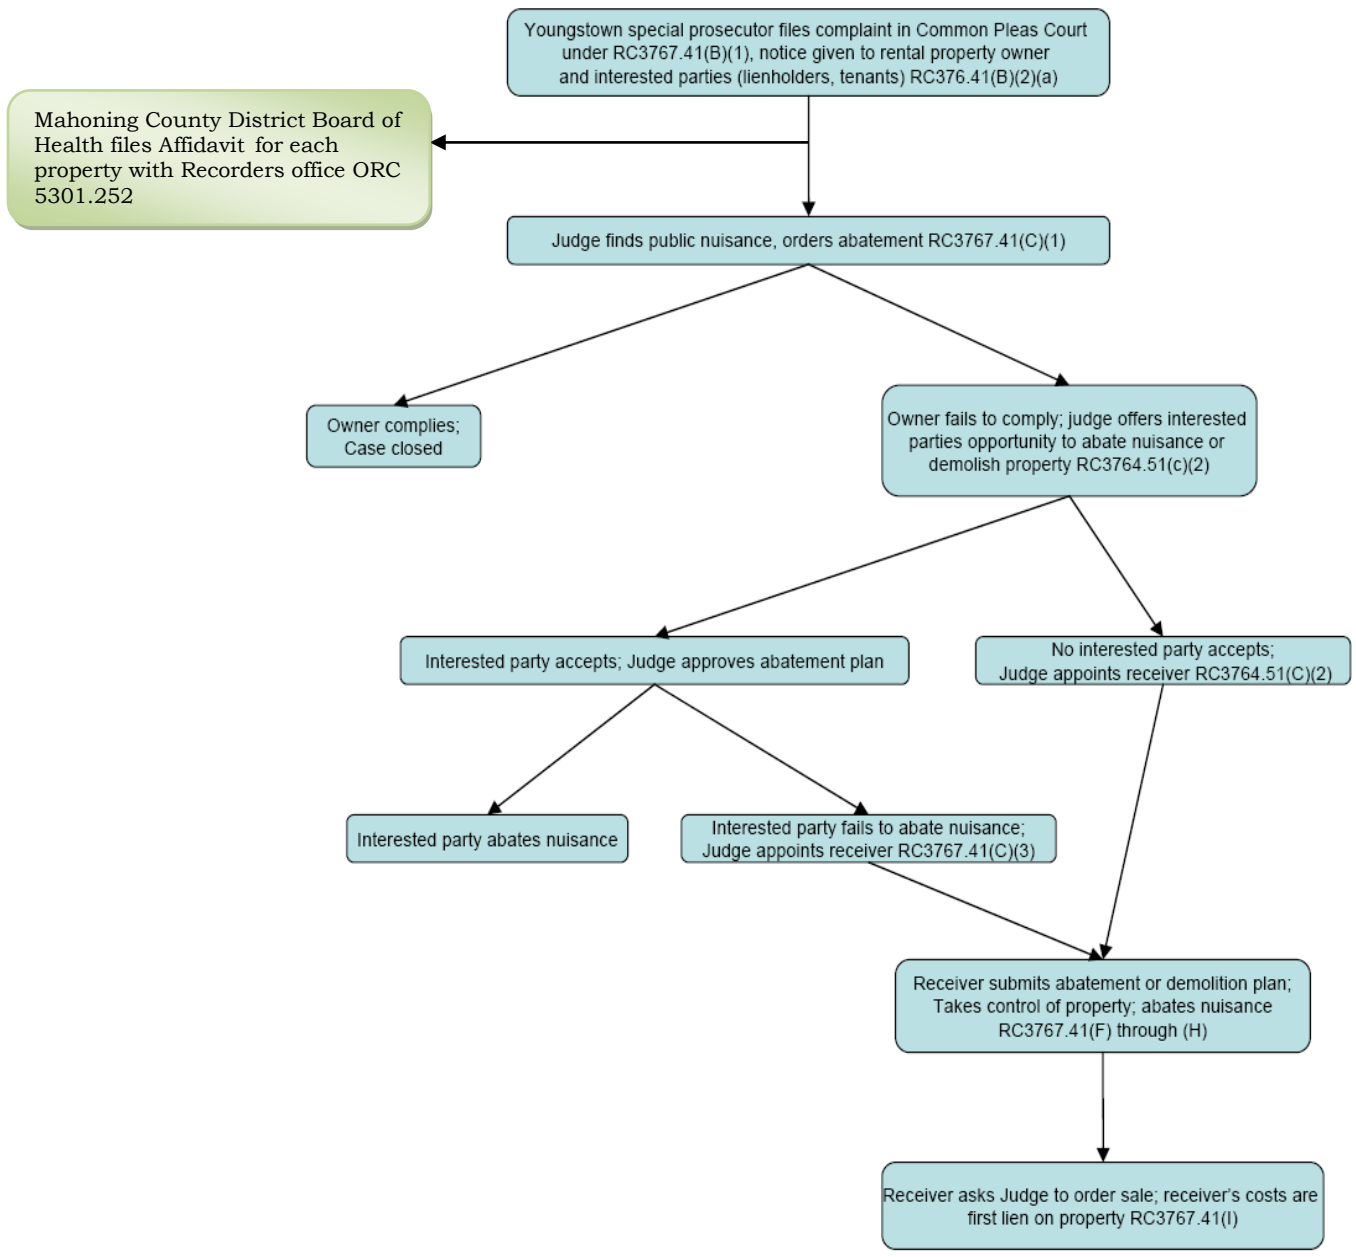 Youngstown special prosecutor files complaint in Common Pleas Court
under RC3767.41(B)(1), notice given to rental property owner
and interested parties (lienholders, tenants) RC376.41(B)(2)(a)
Mahoning County District Board of
Health files Affidavit for each
property with Recorders office ORC
5301.252
Judge finds public nuisance, orders abatement RC3767.41(C)(1)
Owner complies;
Case closed
Owner fails to comply; judge offers interested
parties opportunity to abate nuisance or
demolish property RC3764.51(c)(2)
Interested party accepts; Judge approves abatement plan
No interested party accepts;
Judge appoints receiver RC3764.51(C)(2)
Interested party abates nuisance
Interested party fails to abate nuisance;
Judge appoints receiver RC3767.41(C)(3)
Receiver submits abatement or demolition plan;
Takes control of property; abates nuisance
RC3767.41(F) through (H)
Receiver asks Judge to order sale; receiver's costs are
first lien on property RC3767.41(I)